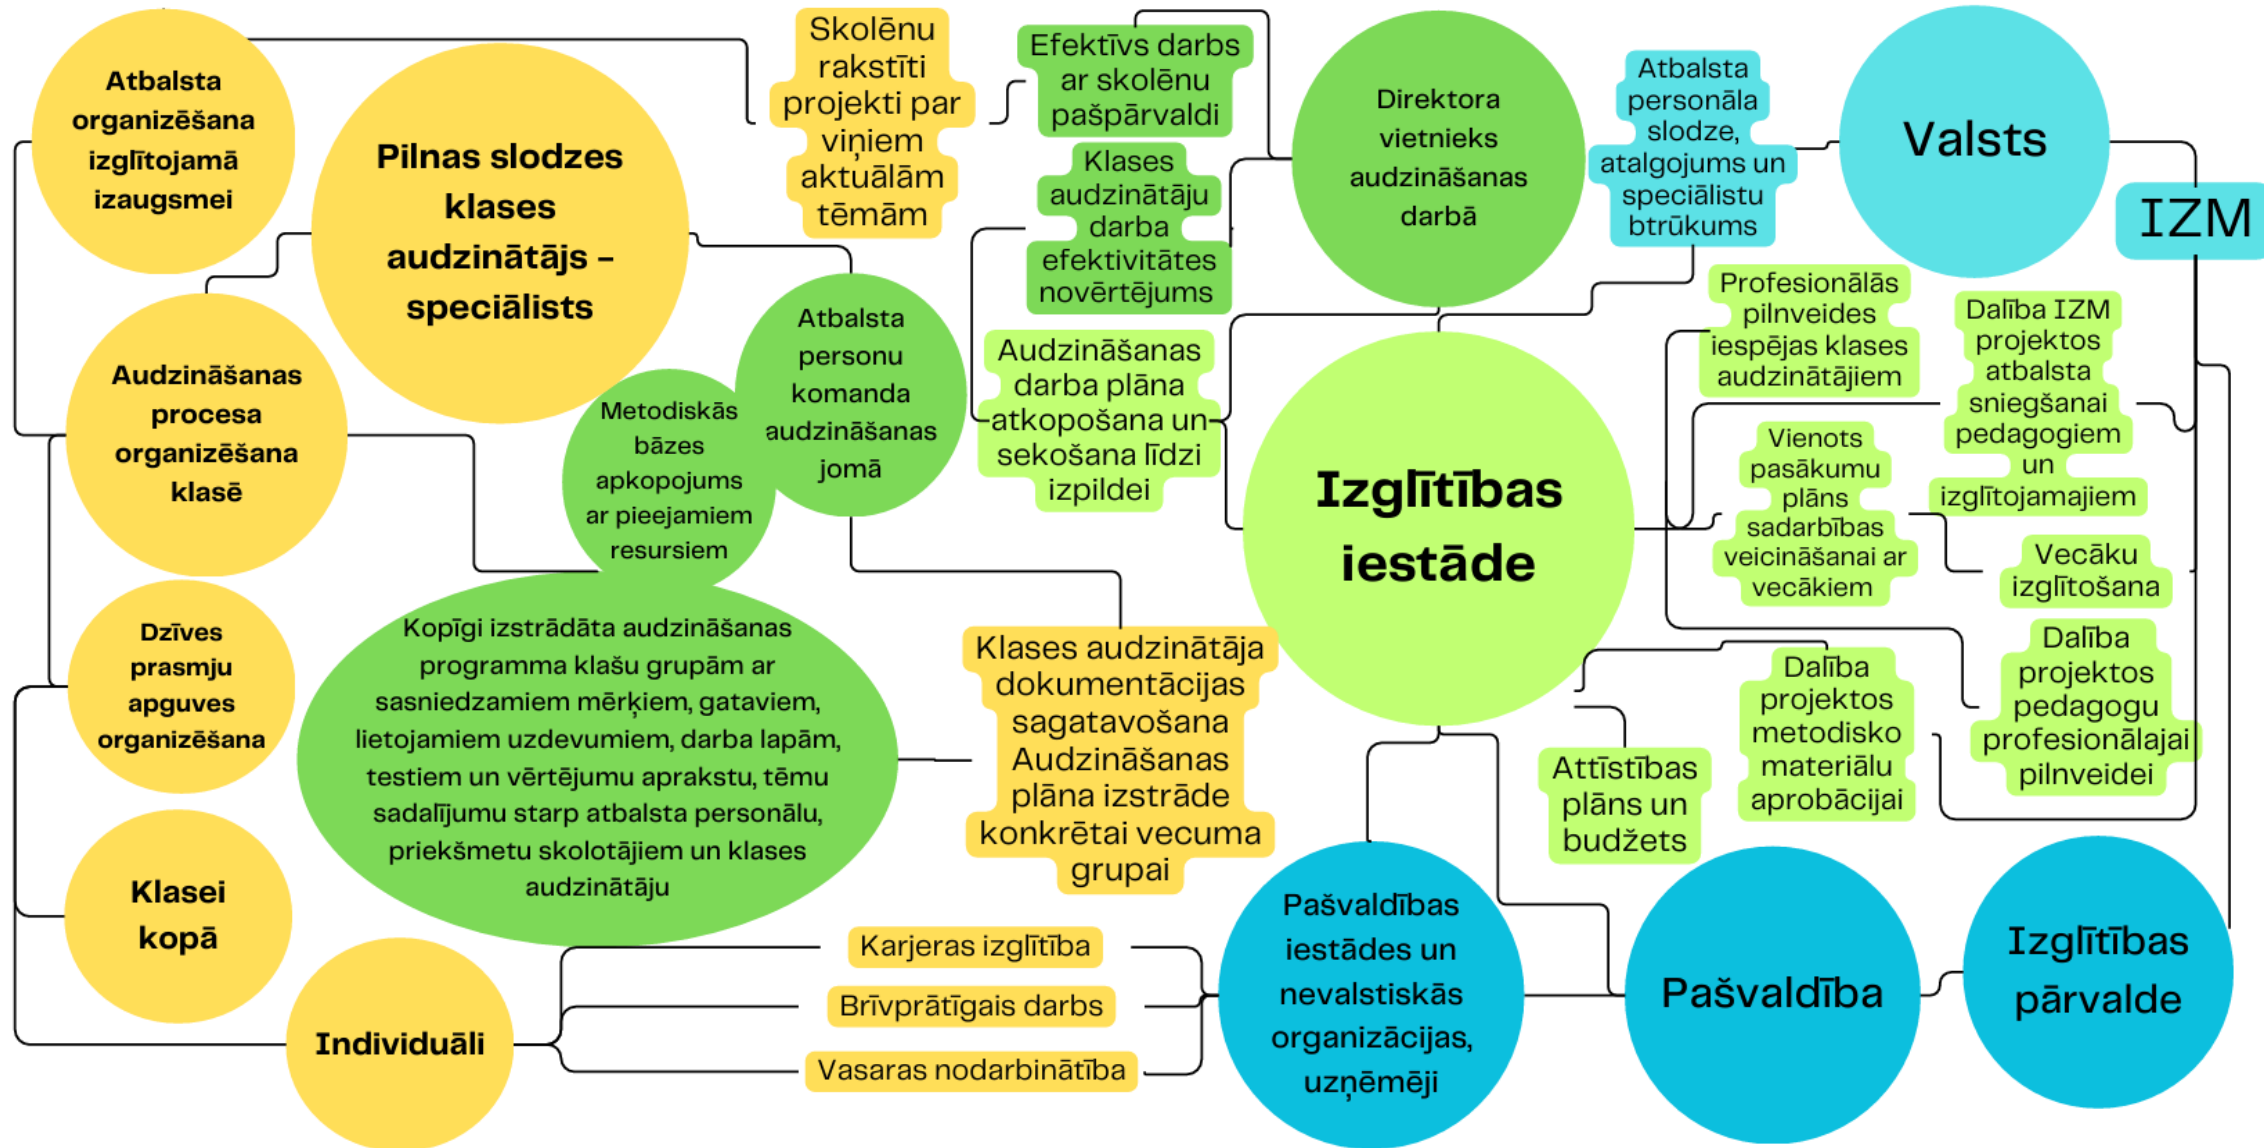 Atbalsta
organizēšana
izglītojamā
izaugsmei
Pilnas slodzes
klases
audzinātājs –
speciālists
Skolēnu
rakstīti
projekti par
viņiem
aktuālām
tēmām
Efektīvs darbs
ar skolēnu
pašpārvaldi
Klases
audzinātāju
darba
efektivitātes
novērtējums
Direktora
vietnieks
audzināšanas
darbā
Atbalsta
personāla
slodze,
atalgojums un
speciālistu
btrūkums
Valsts
IZM
Audzināšanas
procesa
organizēšana
klasē
Metodiskās
bāzes
apkopojums
ar pieejamiem
resursiem
Atbalsta
personu
komanda
audzināšanas
jomā
Audzināšanas
darba plāna
atkopošana un
sekošana līdzi
izpildei
Izglītības
iestāde
Profesionālās
pilnveides
iespējas klases
audzinātājiem
Dalība IZM
projektos
atbalsta
sniegšanai
pedagogiem
un
izglītojamajiem
Vienots
pasākumu
plāns
sadarbības
veicināšanai ar
vecākiem
Vecāku
izglītošana
Dzīves
prasmju
apguves
organizēšana
Kopīgi izstrādāta audzināšanas
programma klašu grupām ar
sasniedzamiem mērķiem, gataviem,
lietojamiem uzdevumiem, darba lapām,
testiem un vērtējumu aprakstu, tēmu
sadalījumu starp atbalsta personālu,
priekšmetu skolotājiem un klases
audzinātāju
Klases audzinātāja
dokumentācijas
sagatavošana
Audzināšanas
plāna izstrāde
konkrētai vecuma
grupai
Attīstības
plāns un
budžets
Dalība
projektos
metodisko
materiālu
aprobācijai
Dalība
projektos
pedagogu
profesionālajai
pilnveidei
Klasei
kopā
Individuāli
Karjeras izglītība
Brīvprātīgais darbs
Vasaras nodarbinātība
Pašvaldības
iestādes un
nevalstiskās
organizācijas,
uzņēmēji
Pašvaldība
Izglītības
pārvalde